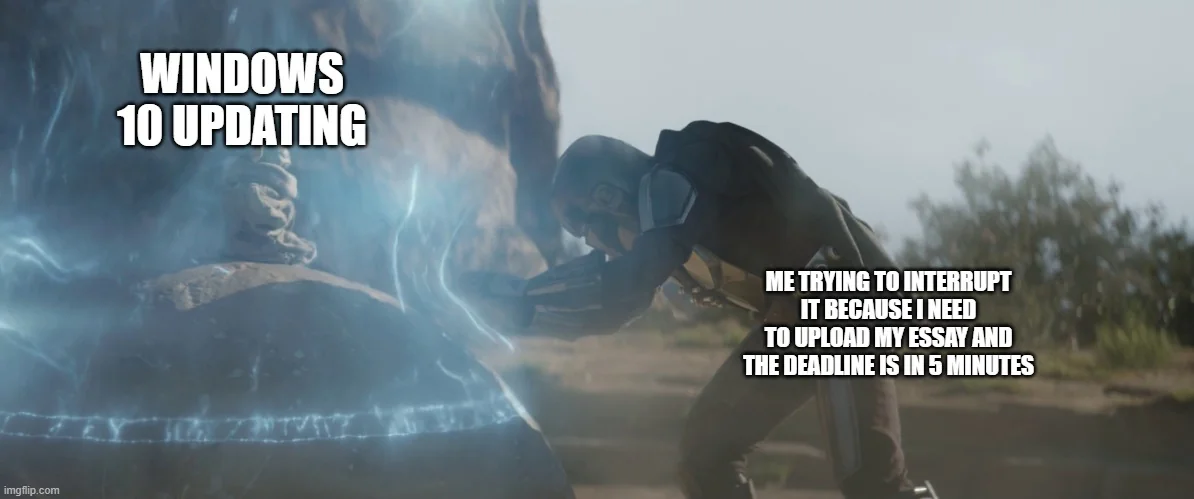 WINDOWS
10 UPDATING
ME TRYING TO INTERRUPT
IT BECAUSE I NEED
TO UPLOAD MY ESSAY AND
THE DEADLINE IS IN 5 MINUTES
imgflip.com